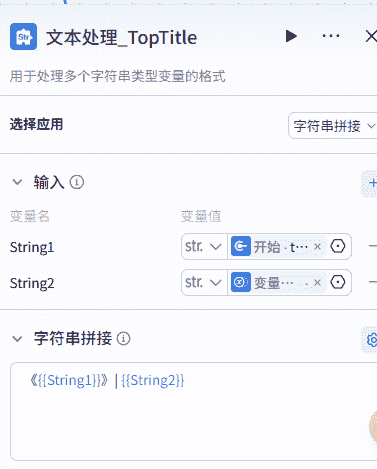 Str 文本处理_TopTitle
用于处理多个字符串类型变量的格式
选择应用 字符串拼接
输入
变量名 变量值
String1 str. 开始 · t...
String2 str. 变量... ·
字符串拼接
《{{String1}}》| {{String2}}